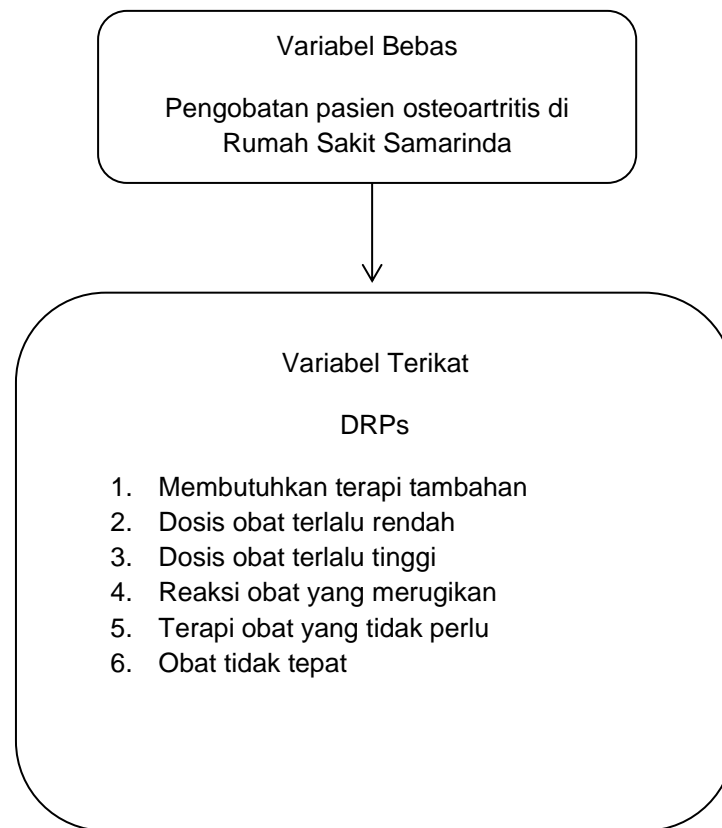 Variabel Bebas
Pengobatan pasien osteoartritis di
Rumah Sakit Samarinda
Variabel Terikat
DRPs
1. Membutuhkan terapi tambahan
2. Dosis obat terlalu rendah
3. Dosis obat terlalu tinggi
4. Reaksi obat yang merugikan
5. Terapi obat yang tidak perlu
6. Obat tidak tepat